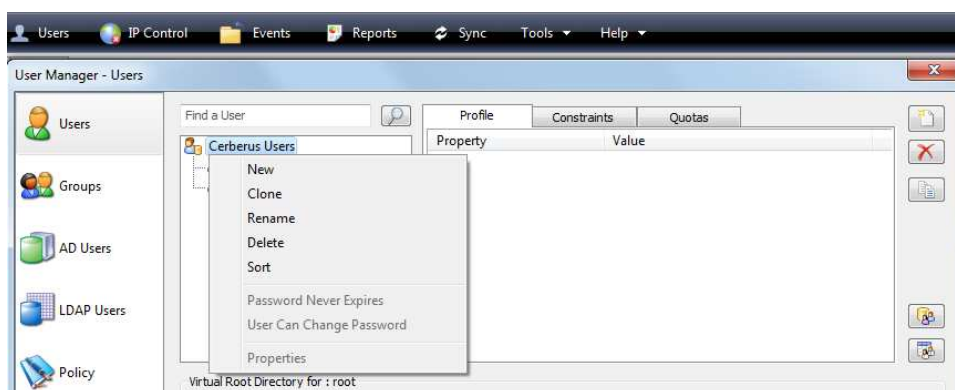 Users IP Control Events Reports Sync Tools Help
User Manager - Users
Users
Groups
AD Users
LDAP Users
Policy
Find a User
Cerberus Users
New
Clone
Rename
Delete
Sort
Password Never Expires
User Can Change Password
Properties
Profile Constraints Quotas
Property Value
Virtual Root Directory for : root